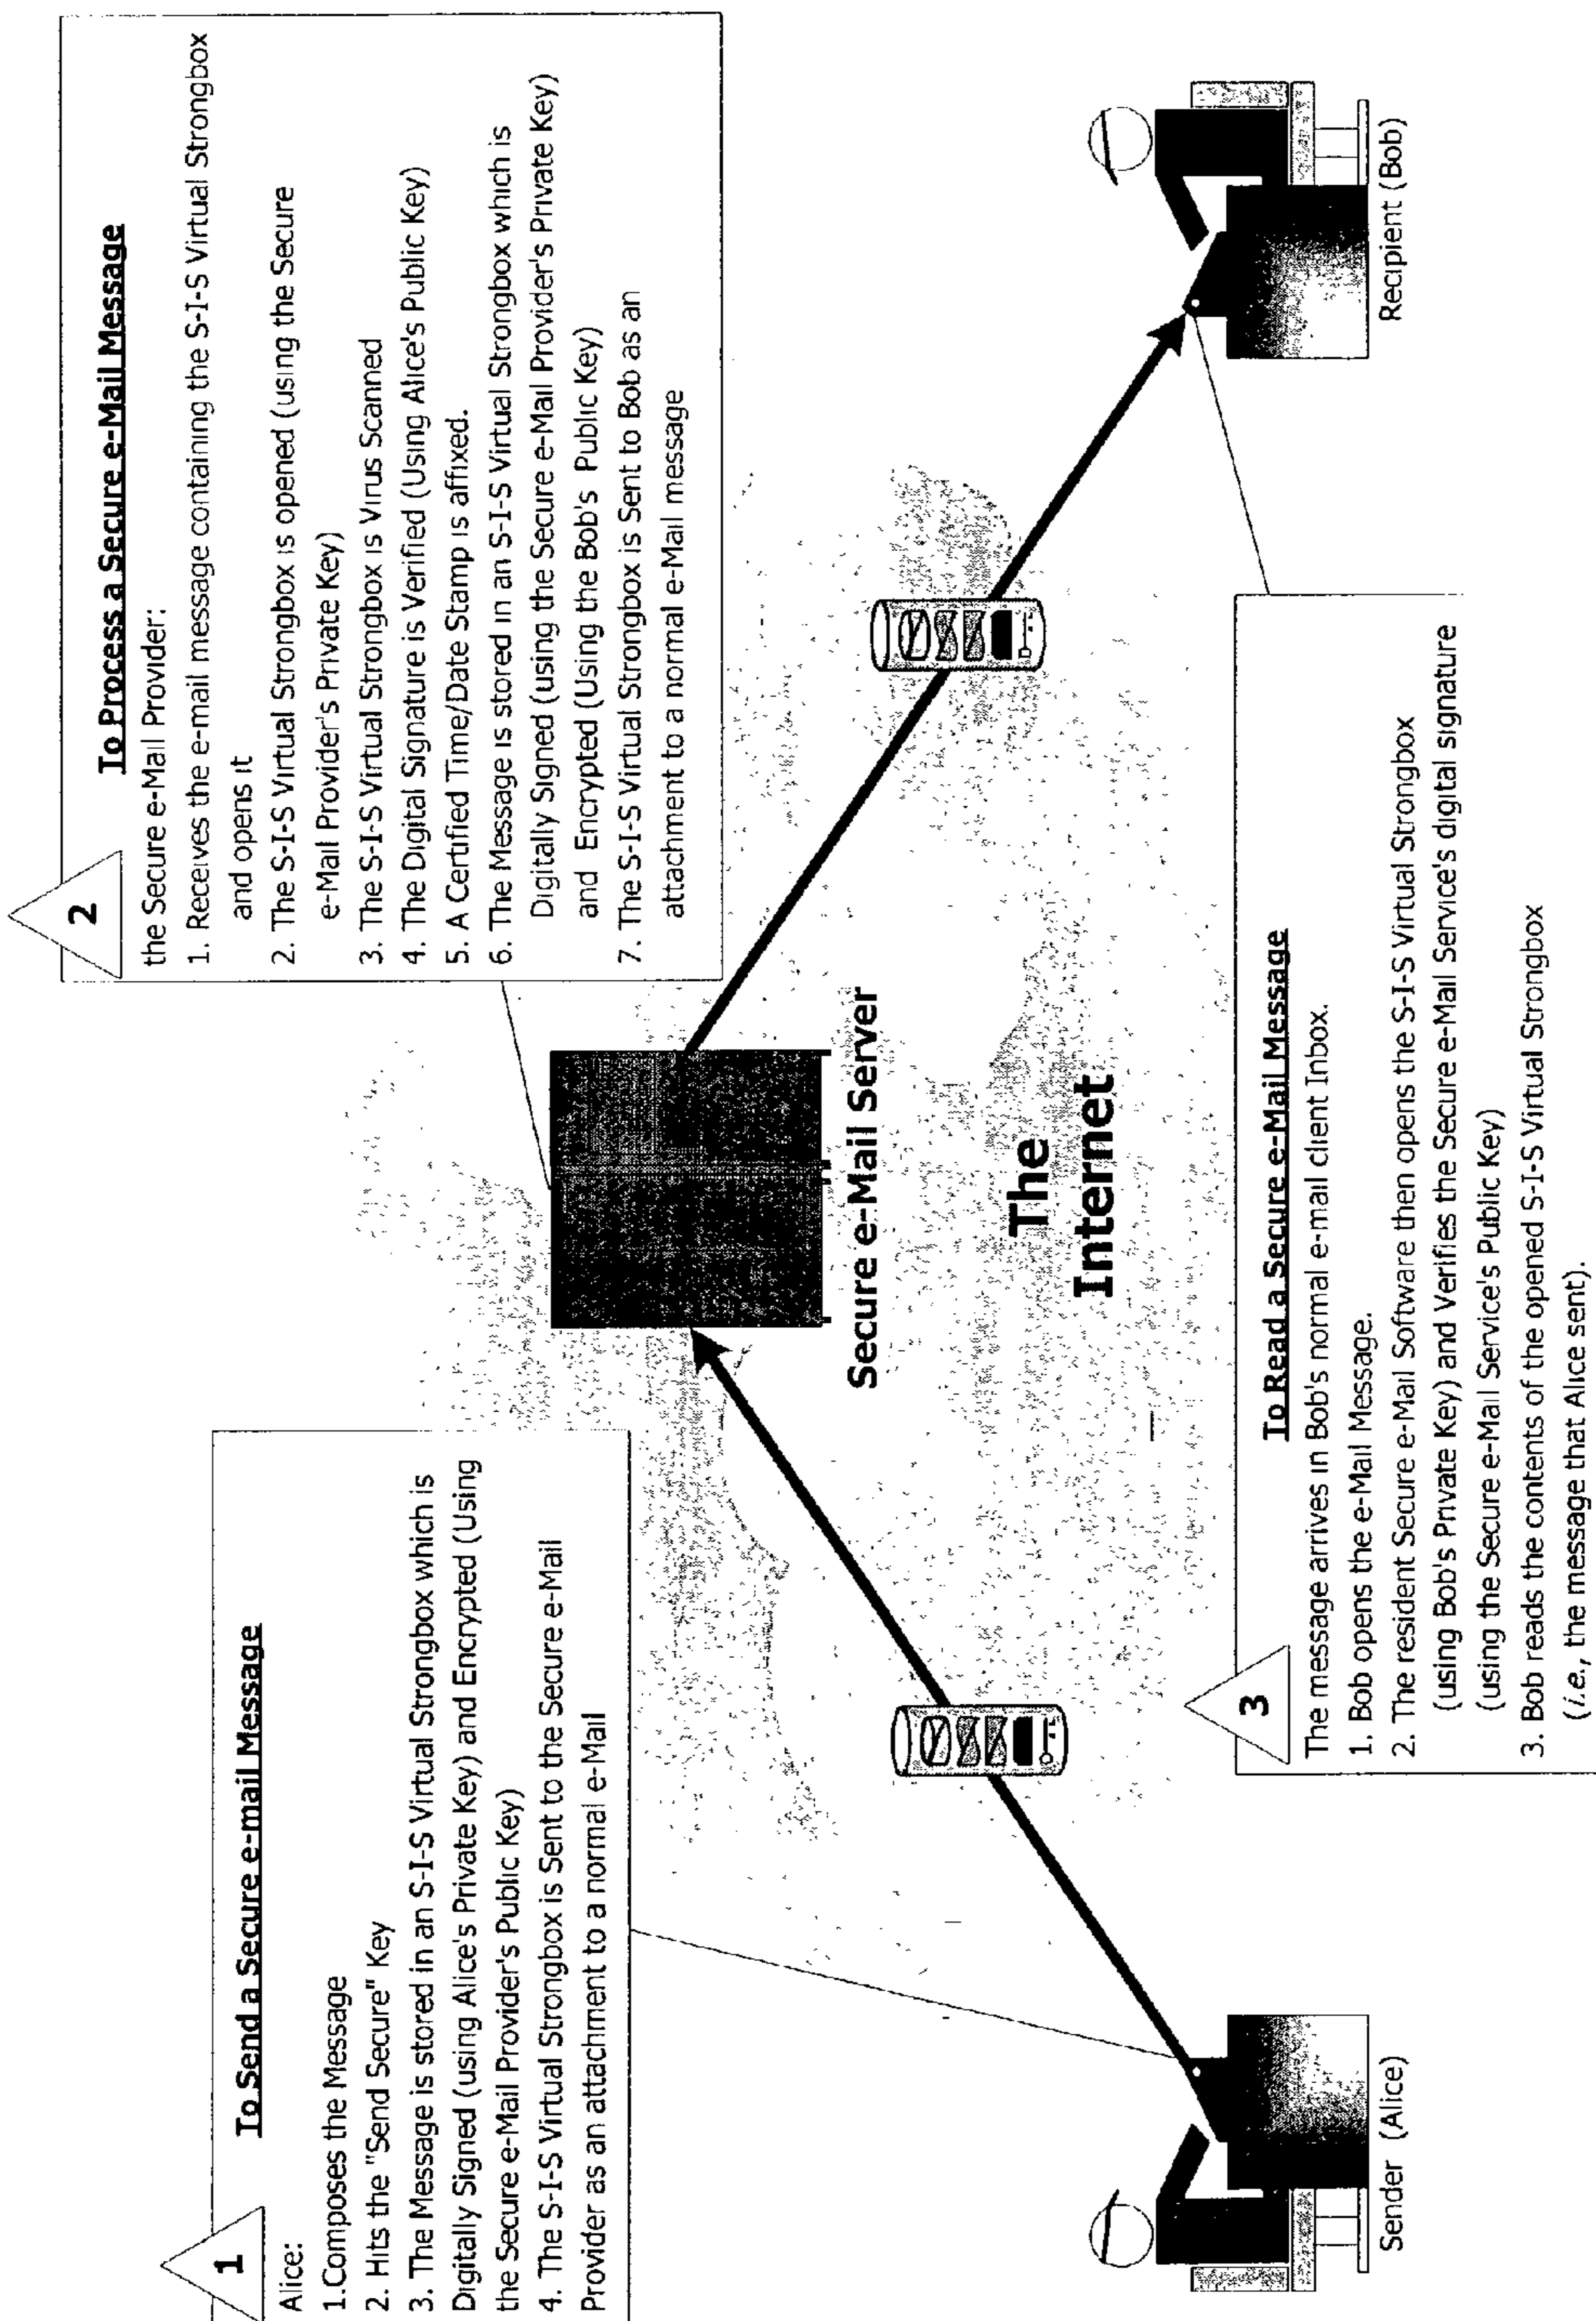 1
To Send a Secure e-mail Message
Alice:
1.Composes the Message
2. Hits the "Send Secure" Key
3. The Message is stored in an S-I-S Virtual Strongbox which is
Digitally Signed (using Alice's Private Key) and Encrypted (Using
the Secure e-Mail Provider's Public Key)
4. The S-I-S Virtual Strongbox is Sent to the Secure e-Mail
Provider as an attachment to a normal e-Mail
2
To Process a Secure e-Mail Message
the Secure e-Mail Provider:
1. Receives the e-mail message containing the S-I-S Virtual Strongbox
and opens it
2. The S-I-S Virtual Strongbox is opened (using the Secure
e-Mail Provider's Private Key)
3. The S-I-S Virtual Strongbox is Virus Scanned
4. The Digital Signature is Verified (Using Alice's Public Key)
5. A Certified Time/Date Stamp is affixed.
6. The Message is stored in an S-I-S Virtual Strongbox which is
Digitally Signed (using the Secure e-Mail Provider's Private Key)
and Encrypted (Using the Bob's Public Key)
7. The S-I-S Virtual Strongbox is Sent to Bob as an
attachment to a normal e-Mail message
Secure e-Mail Server
The
Internet
3
To Read a Secure e-Mail Message
The message arrives in Bob's normal e-mail client Inbox.
1. Bob opens the e-Mail Message.
2. The resident Secure e-Mail Software then opens the S-I-S Virtual Strongbox
(using Bob's Private Key) and Verifies the Secure e-Mail Service's digital signature
(using the Secure e-Mail Service's Public Key)
3. Bob reads the contents of the opened S-I-S Virtual Strongbox
(i.e., the message that Alice sent).
Sender (Alice)
Recipient (Bob)